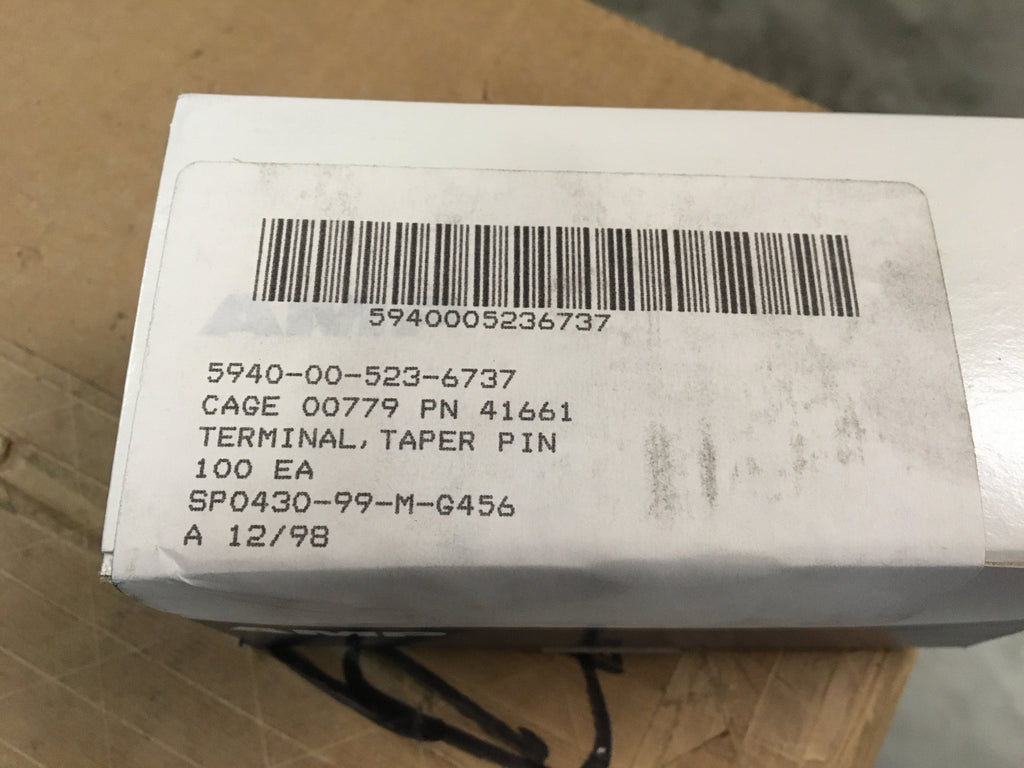 5940005236737
5940-00-523-6737
CAGE 00779 PN 41661
TERMINAL, TAPER PIN
100 EA
SP0430-99-M-G456
A 12/98
AMP